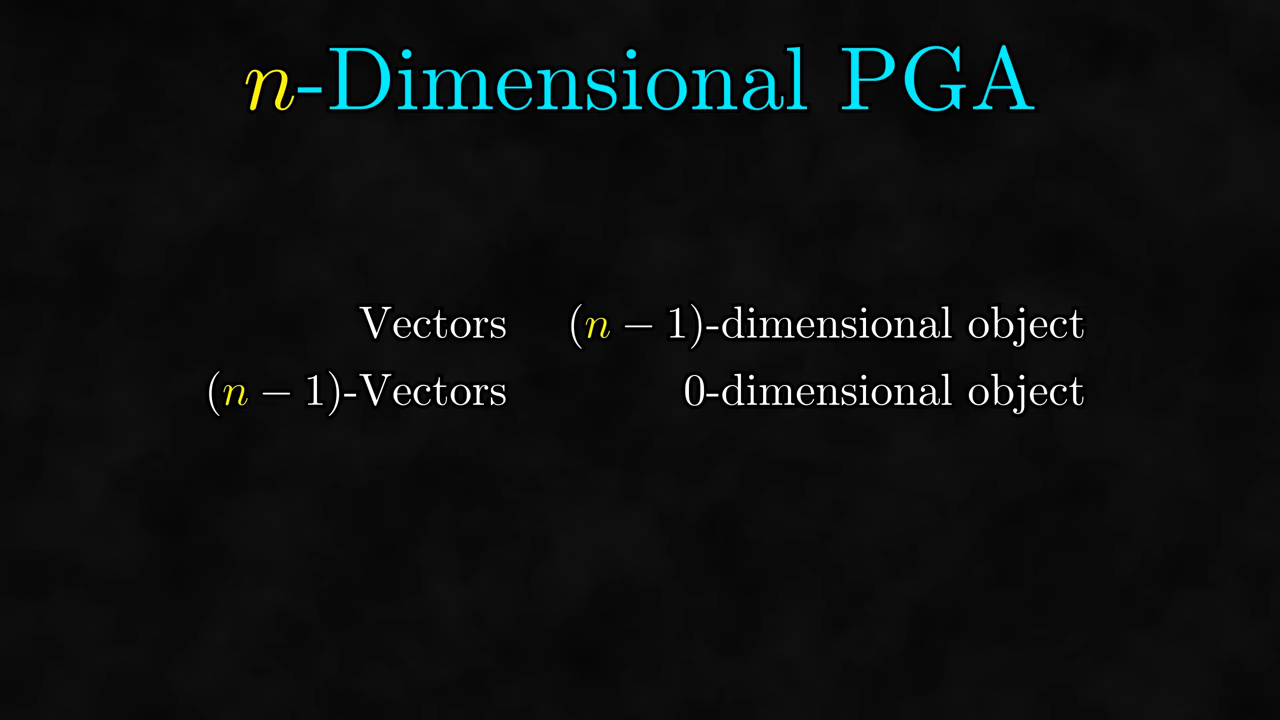 n-Dimensional PGA
Vectors (n − 1)-dimensional object
(n − 1)-Vectors 0-dimensional object